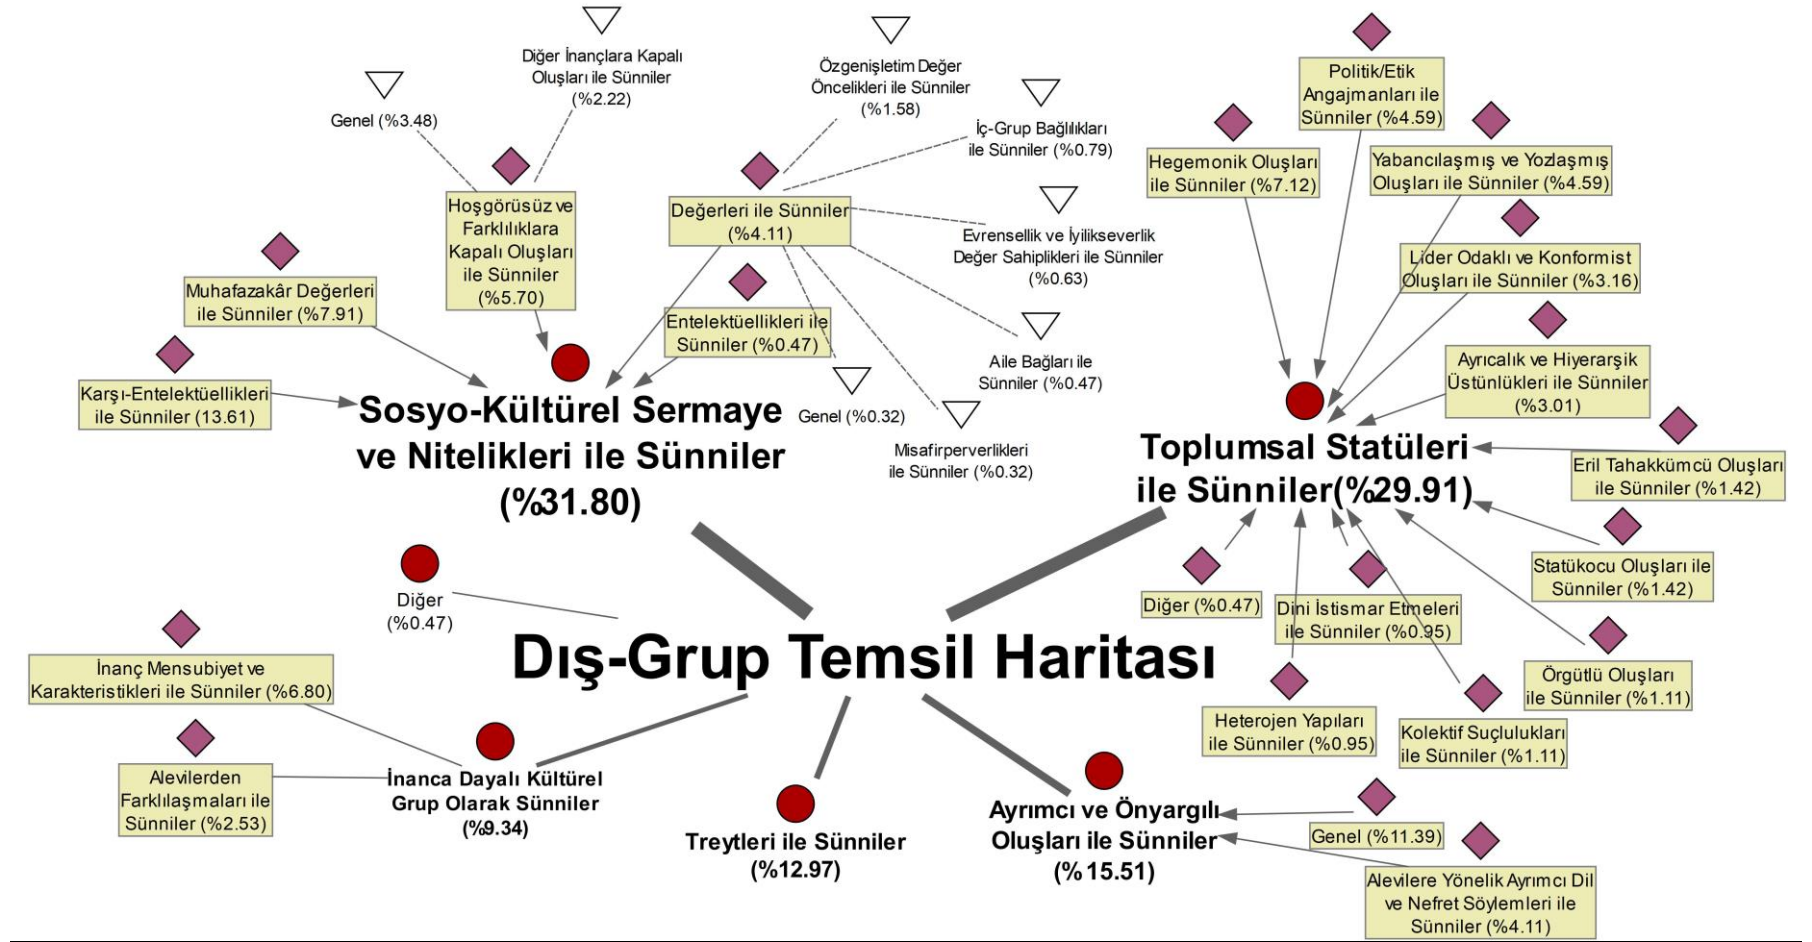 Diğer İnançlara Kapalı
Oluşları ile Sünniler
(%2.22)
Genel (%3.48)
Hoşgörüsüz ve
Farklılıklara
Kapalı Oluşları
ile Sünniler
(%5.70)
Muhafazakâr Değerleri
ile Sünniler (%7.91)
Karşı-Entelektüellikleri
ile Sünniler (13.61)
Özgenişletim Değer
Öncelikleri ile Sünniler
(%1.58)
İç-Grup Bağlılıkları
ile Sünniler (%0.79)
Değerleri ile Sünniler
(%4.11)
Evrensellik ve İyilikseverlik
Değer Sahiplikleri ile Sünniler
(%0.63)
Entelektüellikleri ile
Sünniler (%0.47)
Aile Bağları ile
Sünniler (%0.47)
Genel (%0.32)
Misafirperverlikleri
ile Sünniler (%0.32)
Sosyo-Kültürel Sermaye
ve Nitelikleri ile Sünniler
(%31.80)
Politik/Etik
Angajmanları ile
Sünniler (%4.59)
Hegemonik Oluşları
ile Sünniler (%7.12)
Yabancılaşmış ve Yozlaşmış
Oluşları ile Sünniler (%4.59)
Lider Odaklı ve Konformist
Oluşları ile Sünniler (%3.16)
Ayrıcalık ve Hiyerarşik
Üstünlükleri ile Sünniler
(%3.01)
Toplumsal Statüleri
ile Sünniler(%29.91)
Eril Tahakkümcü Oluşları
ile Sünniler (%1.42)
Statükocu Oluşları ile
Sünniler (%1.42)
Diğer (%0.47)
Dini İstismar Etmeleri
ile Sünniler (%0.95)
Örgütlü Oluşları
ile Sünniler (%1.11)
Heterojen Yapıları
ile Sünniler (%0.95)
Kolektif Suçlulukları
ile Sünniler (%1.11)
Diğer
(%0.47)
Dış-Grup Temsil Haritası
İnanç Mensubiyet ve
Karakteristikleri ile Sünniler (%6.80)
Alevilerden
Farklılaşmaları ile
Sünniler (%2.53)
İnanca Dayalı Kültürel
Grup Olarak Sünniler
(%9.34)
Treytleri ile Sünniler
(%12.97)
Ayrımcı ve Önyargılı
Oluşları ile Sünniler
(%15.51)
Genel (%11.39)
Alevilere Yönelik Ayrımcı Dil
ve Nefret Söylemleri ile
Sünniler (%4.11)